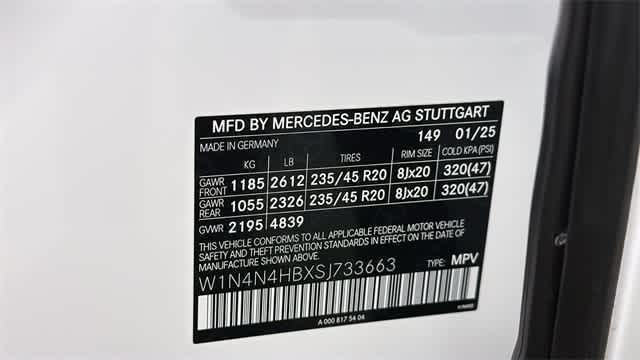 MFD BY MERCEDES-BENZ AG STUTTGART
MADE IN GERMANY 149 01/25
KG LB TIRES RIM SIZE COLD KPA (PSI)
GAWR FRONT 1185 2612 235/45 R20 8Jx20 320(47)
GAWR REAR 1055 2326 235/45 R20 8Jx20 320(47)
GVWR 2195 4839
THIS VEHICLE CONFORMS TO ALL APPLICABLE FEDERAL MOTOR VEHICLE
SAFETY AND THEFT PREVENTION STANDARDS IN EFFECT ON THE DATE OF
MANUFACTURE SHOWN ABOVE.
W1N4N4HBXSJ733663 TYPE: MPV
A 000 817 54 04